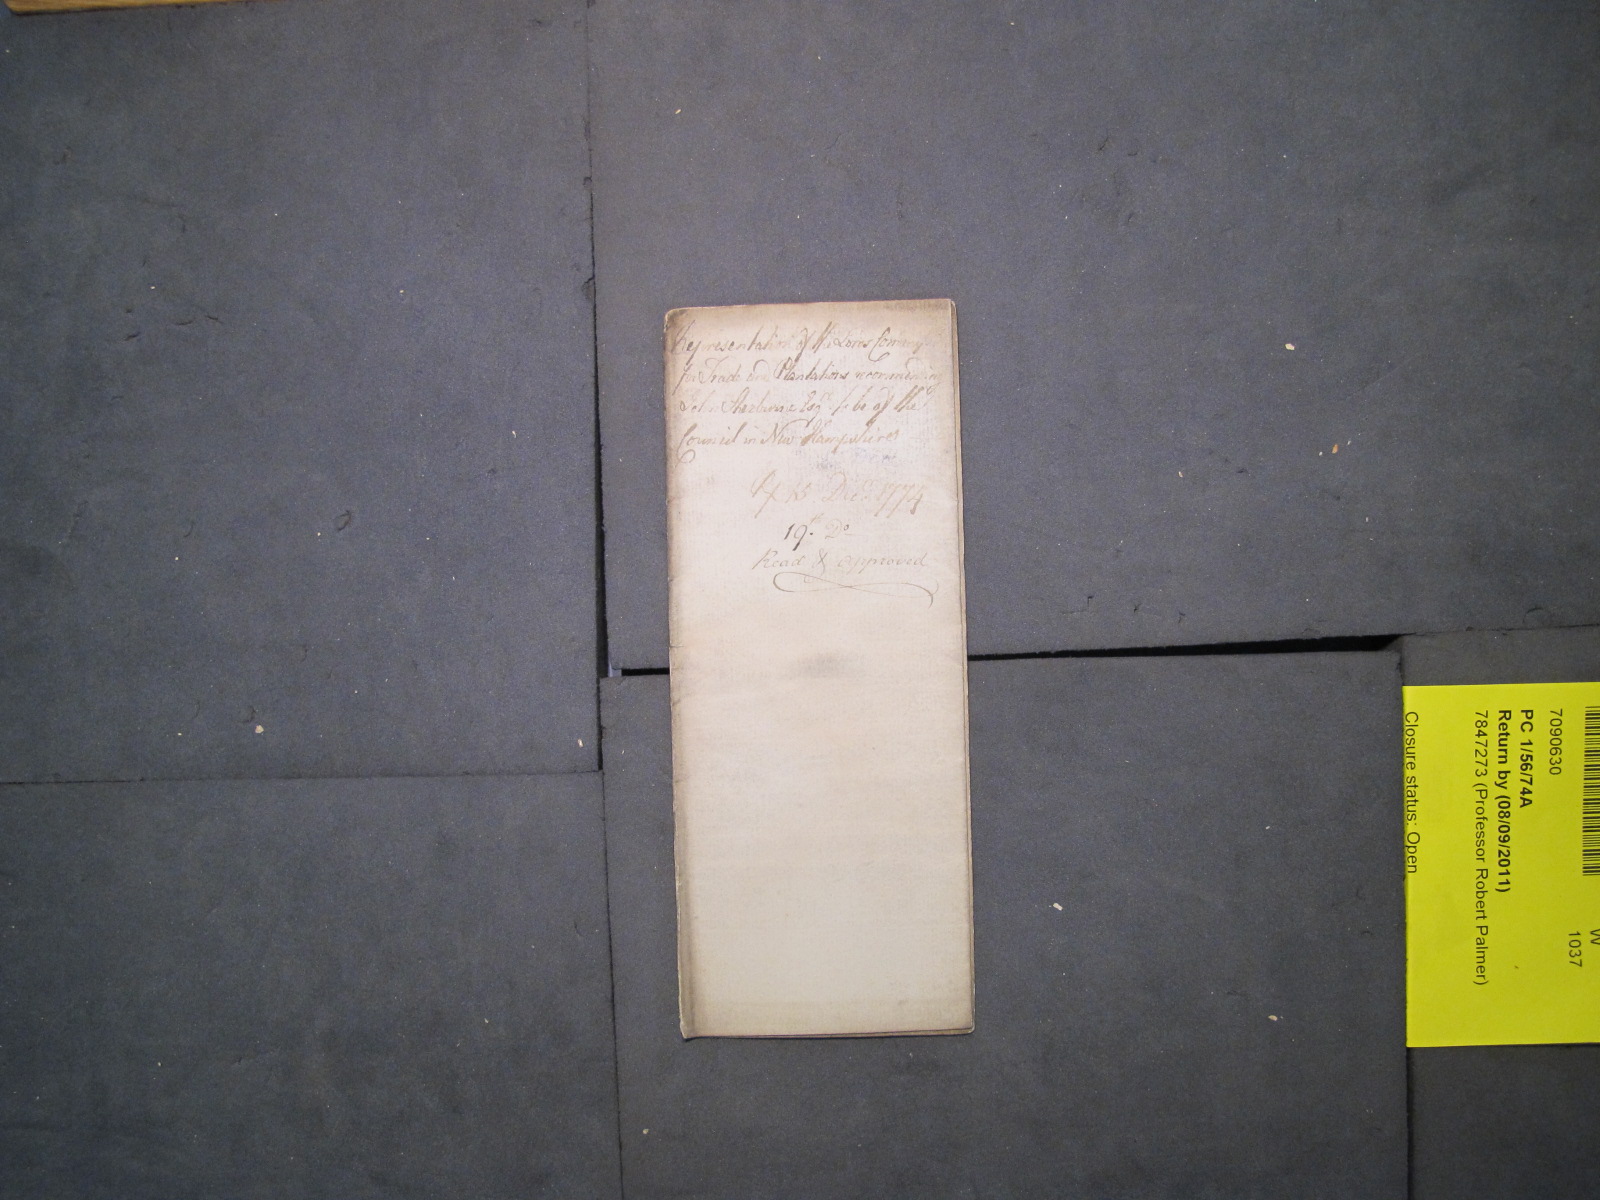 Representation of the Lords Comm.rs
for Trade and Plantations recommending
John Sherburne Esq.r to be of the
Council in New Hampshire
15 Dec.r 1774
19.th D.o
Read & approved
W
1037
7090630
PC 1/56/74A
Return by (08/09/2011)
7847273 (Professor Robert Palmer)
Closure status: Open